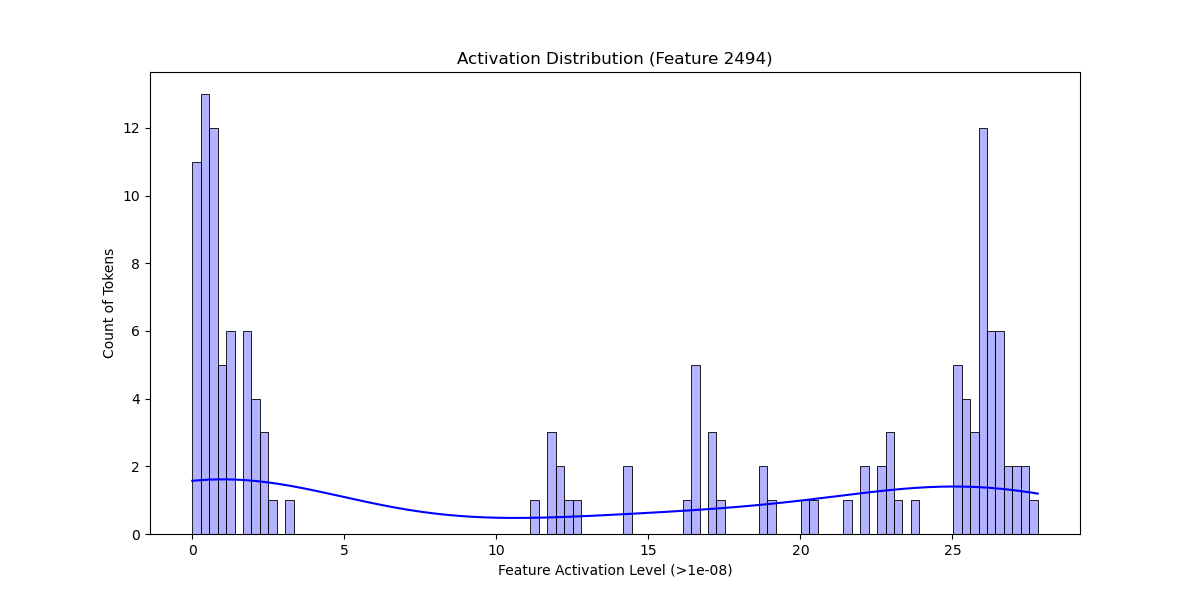 Activation Distribution (Feature 2494)
12
10
8
6
4
2
0
Count of Tokens
0 5 10 15 20 25
Feature Activation Level (>1e-08)